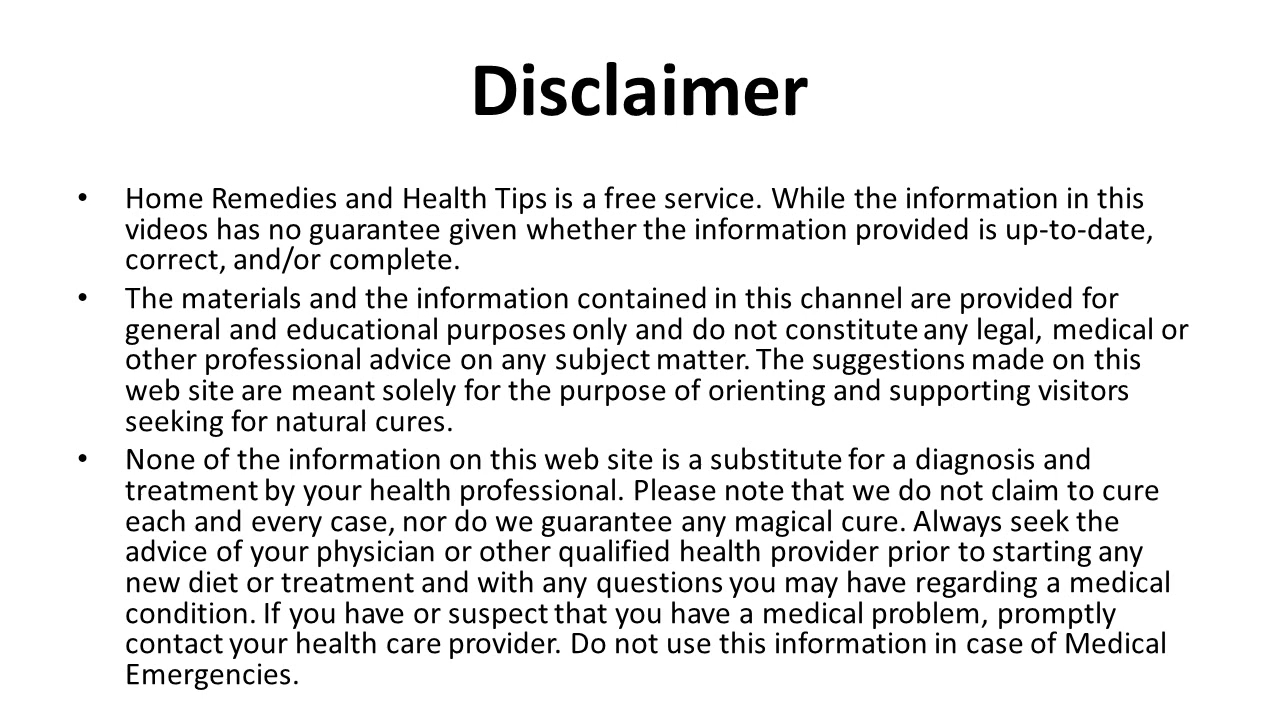 Disclaimer
• Home Remedies and Health Tips is a free service. While the information in this
videos has no guarantee given whether the information provided is up-to-date,
correct, and/or complete.
• The materials and the information contained in this channel are provided for
general and educational purposes only and do not constitute any legal, medical or
other professional advice on any subject matter. The suggestions made on this
web site are meant solely for the purpose of orienting and supporting visitors
seeking for natural cures.
• None of the information on this web site is a substitute for a diagnosis and
treatment by your health professional. Please note that we do not claim to cure
each and every case, nor do we guarantee any magical cure. Always seek the
advice of your physician or other qualified health provider prior to starting any
new diet or treatment and with any questions you may have regarding a medical
condition. If you have or suspect that you have a medical problem, promptly
contact your health care provider. Do not use this information in case of Medical
Emergencies.